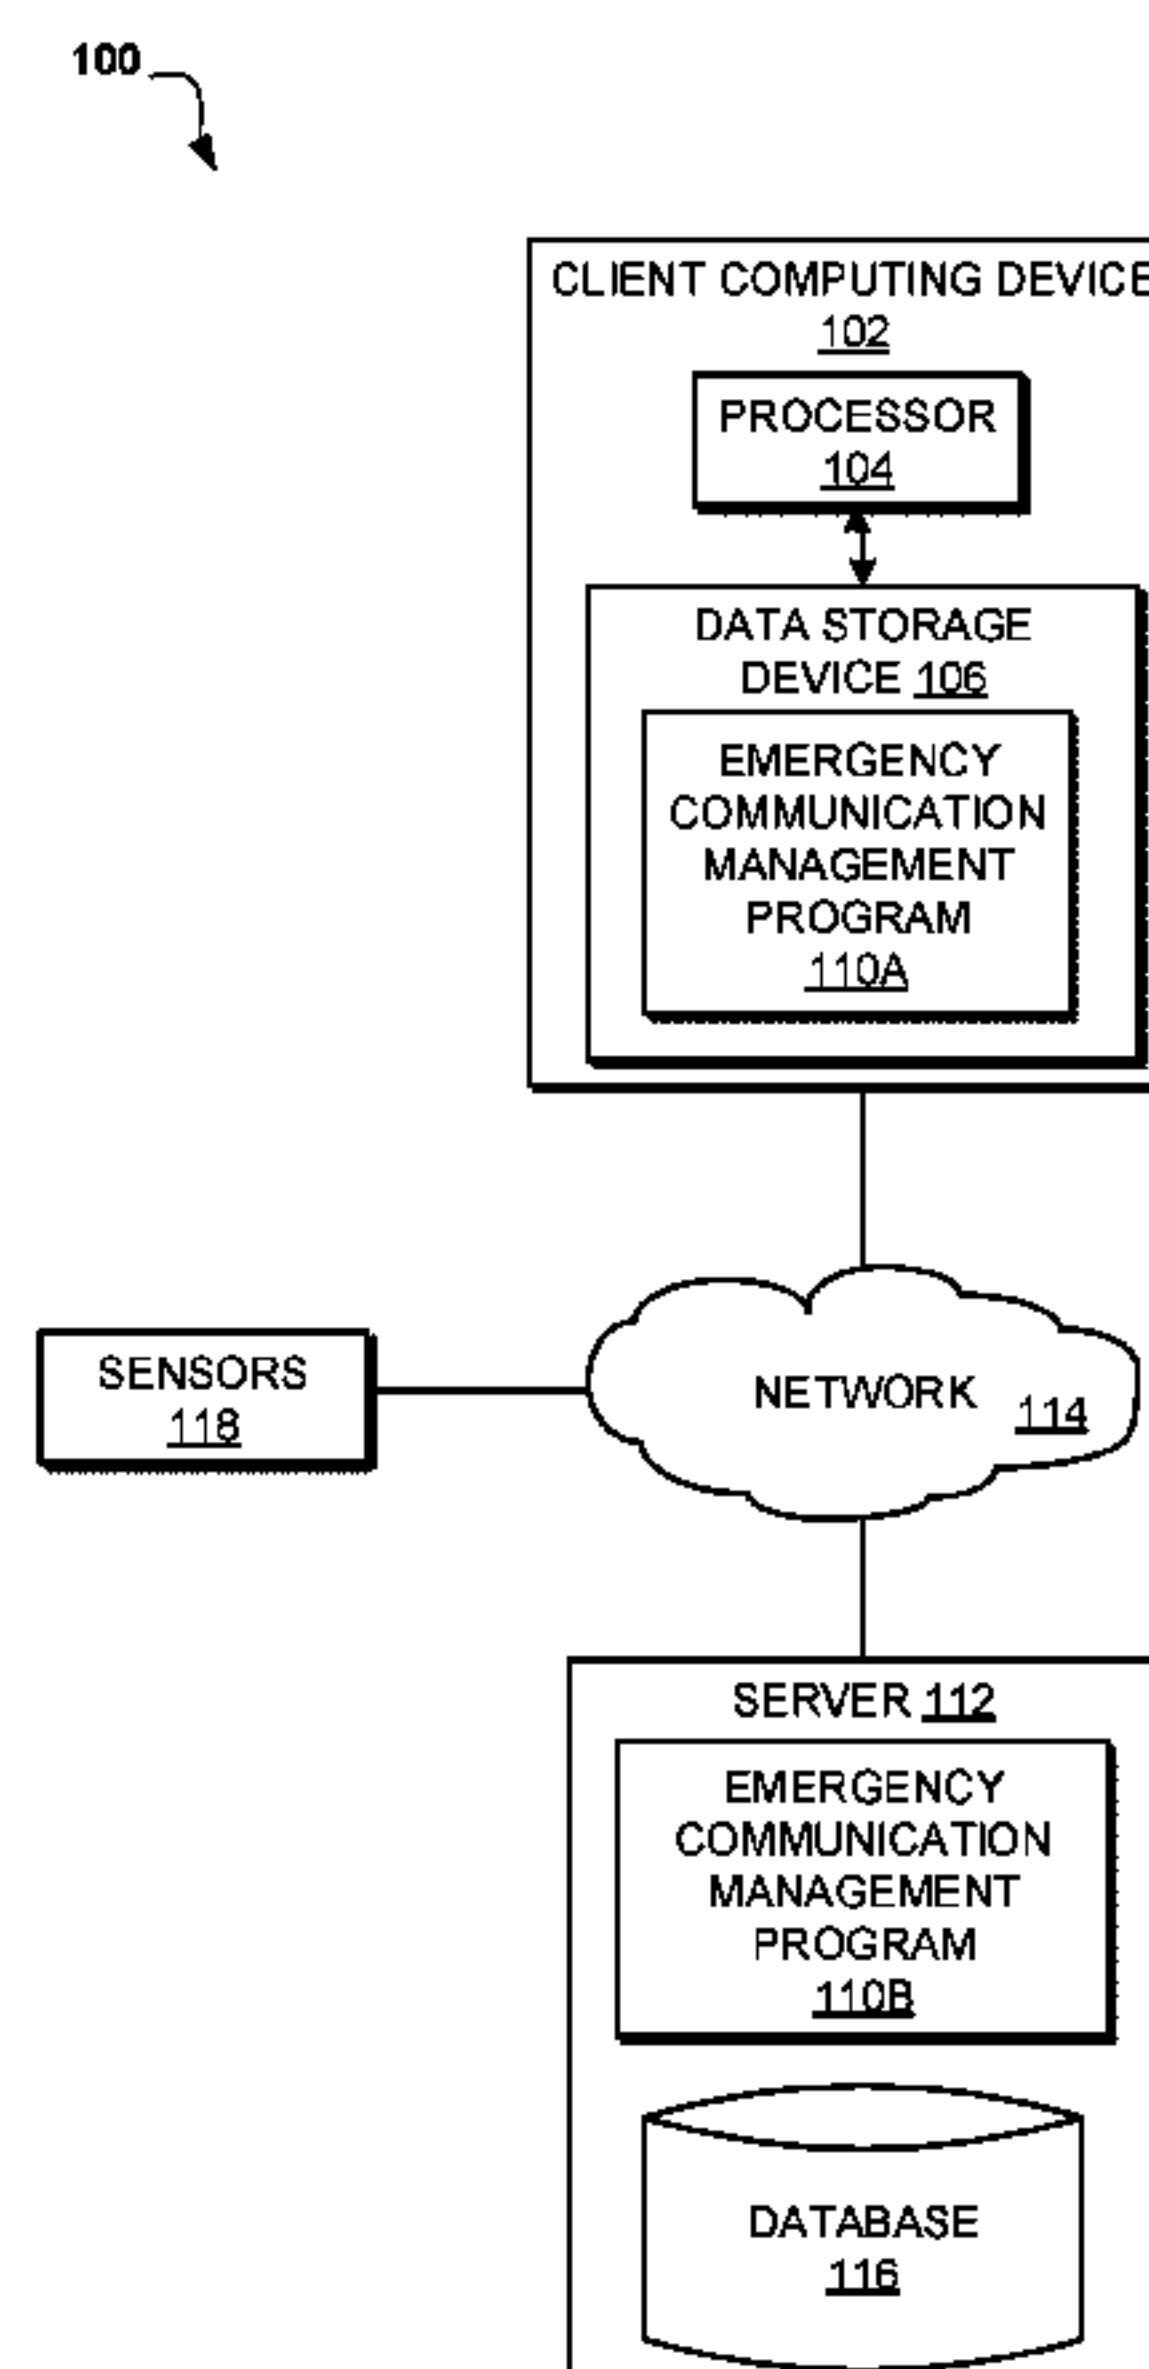 100
CLIENT COMPUTING DEVICE
102
PROCESSOR
104
DATA STORAGE
DEVICE 106
EMERGENCY
COMMUNICATION
MANAGEMENT
PROGRAM
110A
SENSORS
118
NETWORK 114
SERVER 112
EMERGENCY
COMMUNICATION
MANAGEMENT
PROGRAM
110B
DATABASE
116